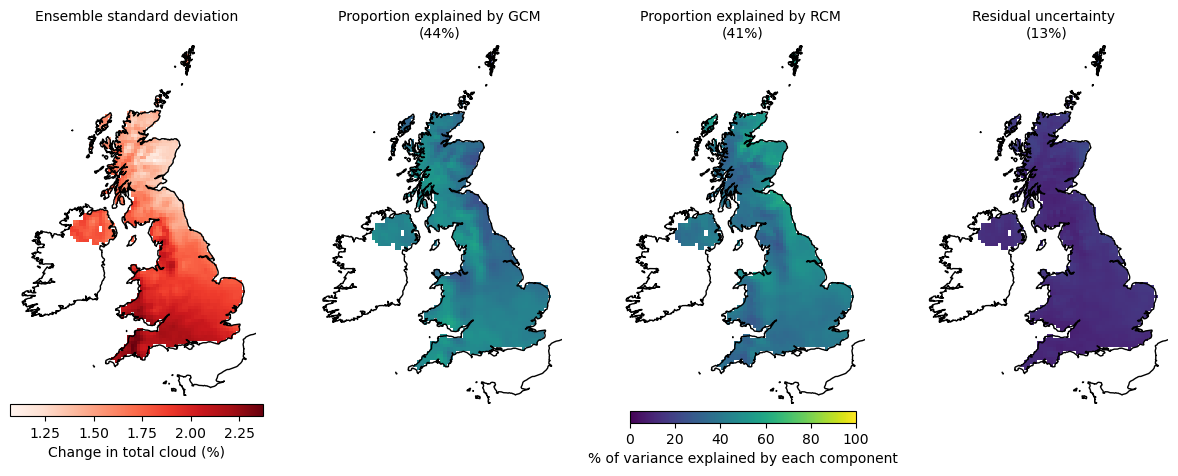 Ensemble standard deviation
Proportion explained by GCM
(44%)
Proportion explained by RCM
(41%)
Residual uncertainty
(13%)
1.25 1.50 1.75 2.00 2.25
Change in total cloud (%)
0 20 40 60 80 100
% of variance explained by each component